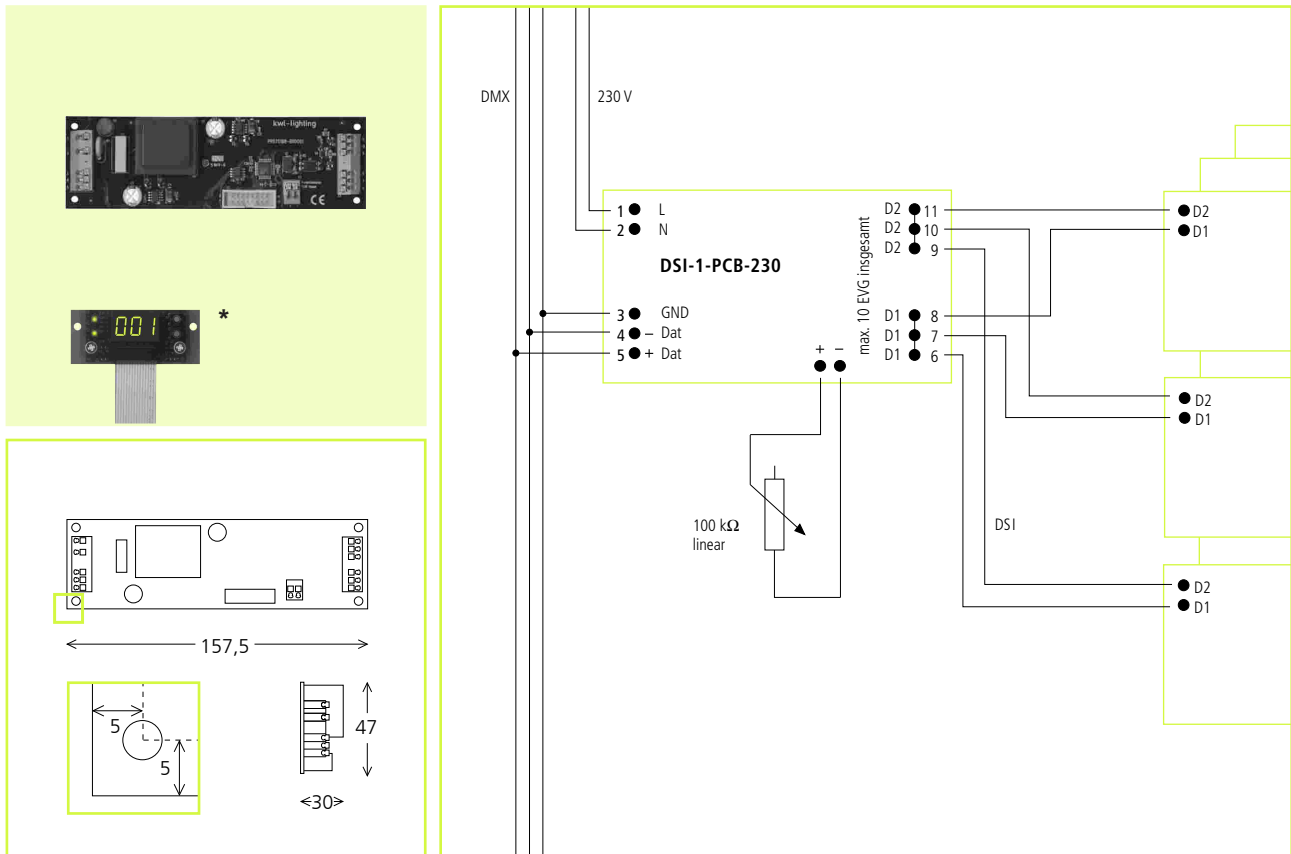 kwl-lighting
CE
001
*
157,5
5
5
47
30
DMX
230 V
1 L
2 N
DSI-1-PCB-230
3 GND
4 – Dat
5 + Dat
max. 10 EVG insgesamt
+ –
D2 11
D2 10
D2 9
D1 8
D1 7
D1 6
100 kΩ
linear
DSI
D2
D1
D2
D1
D2
D1